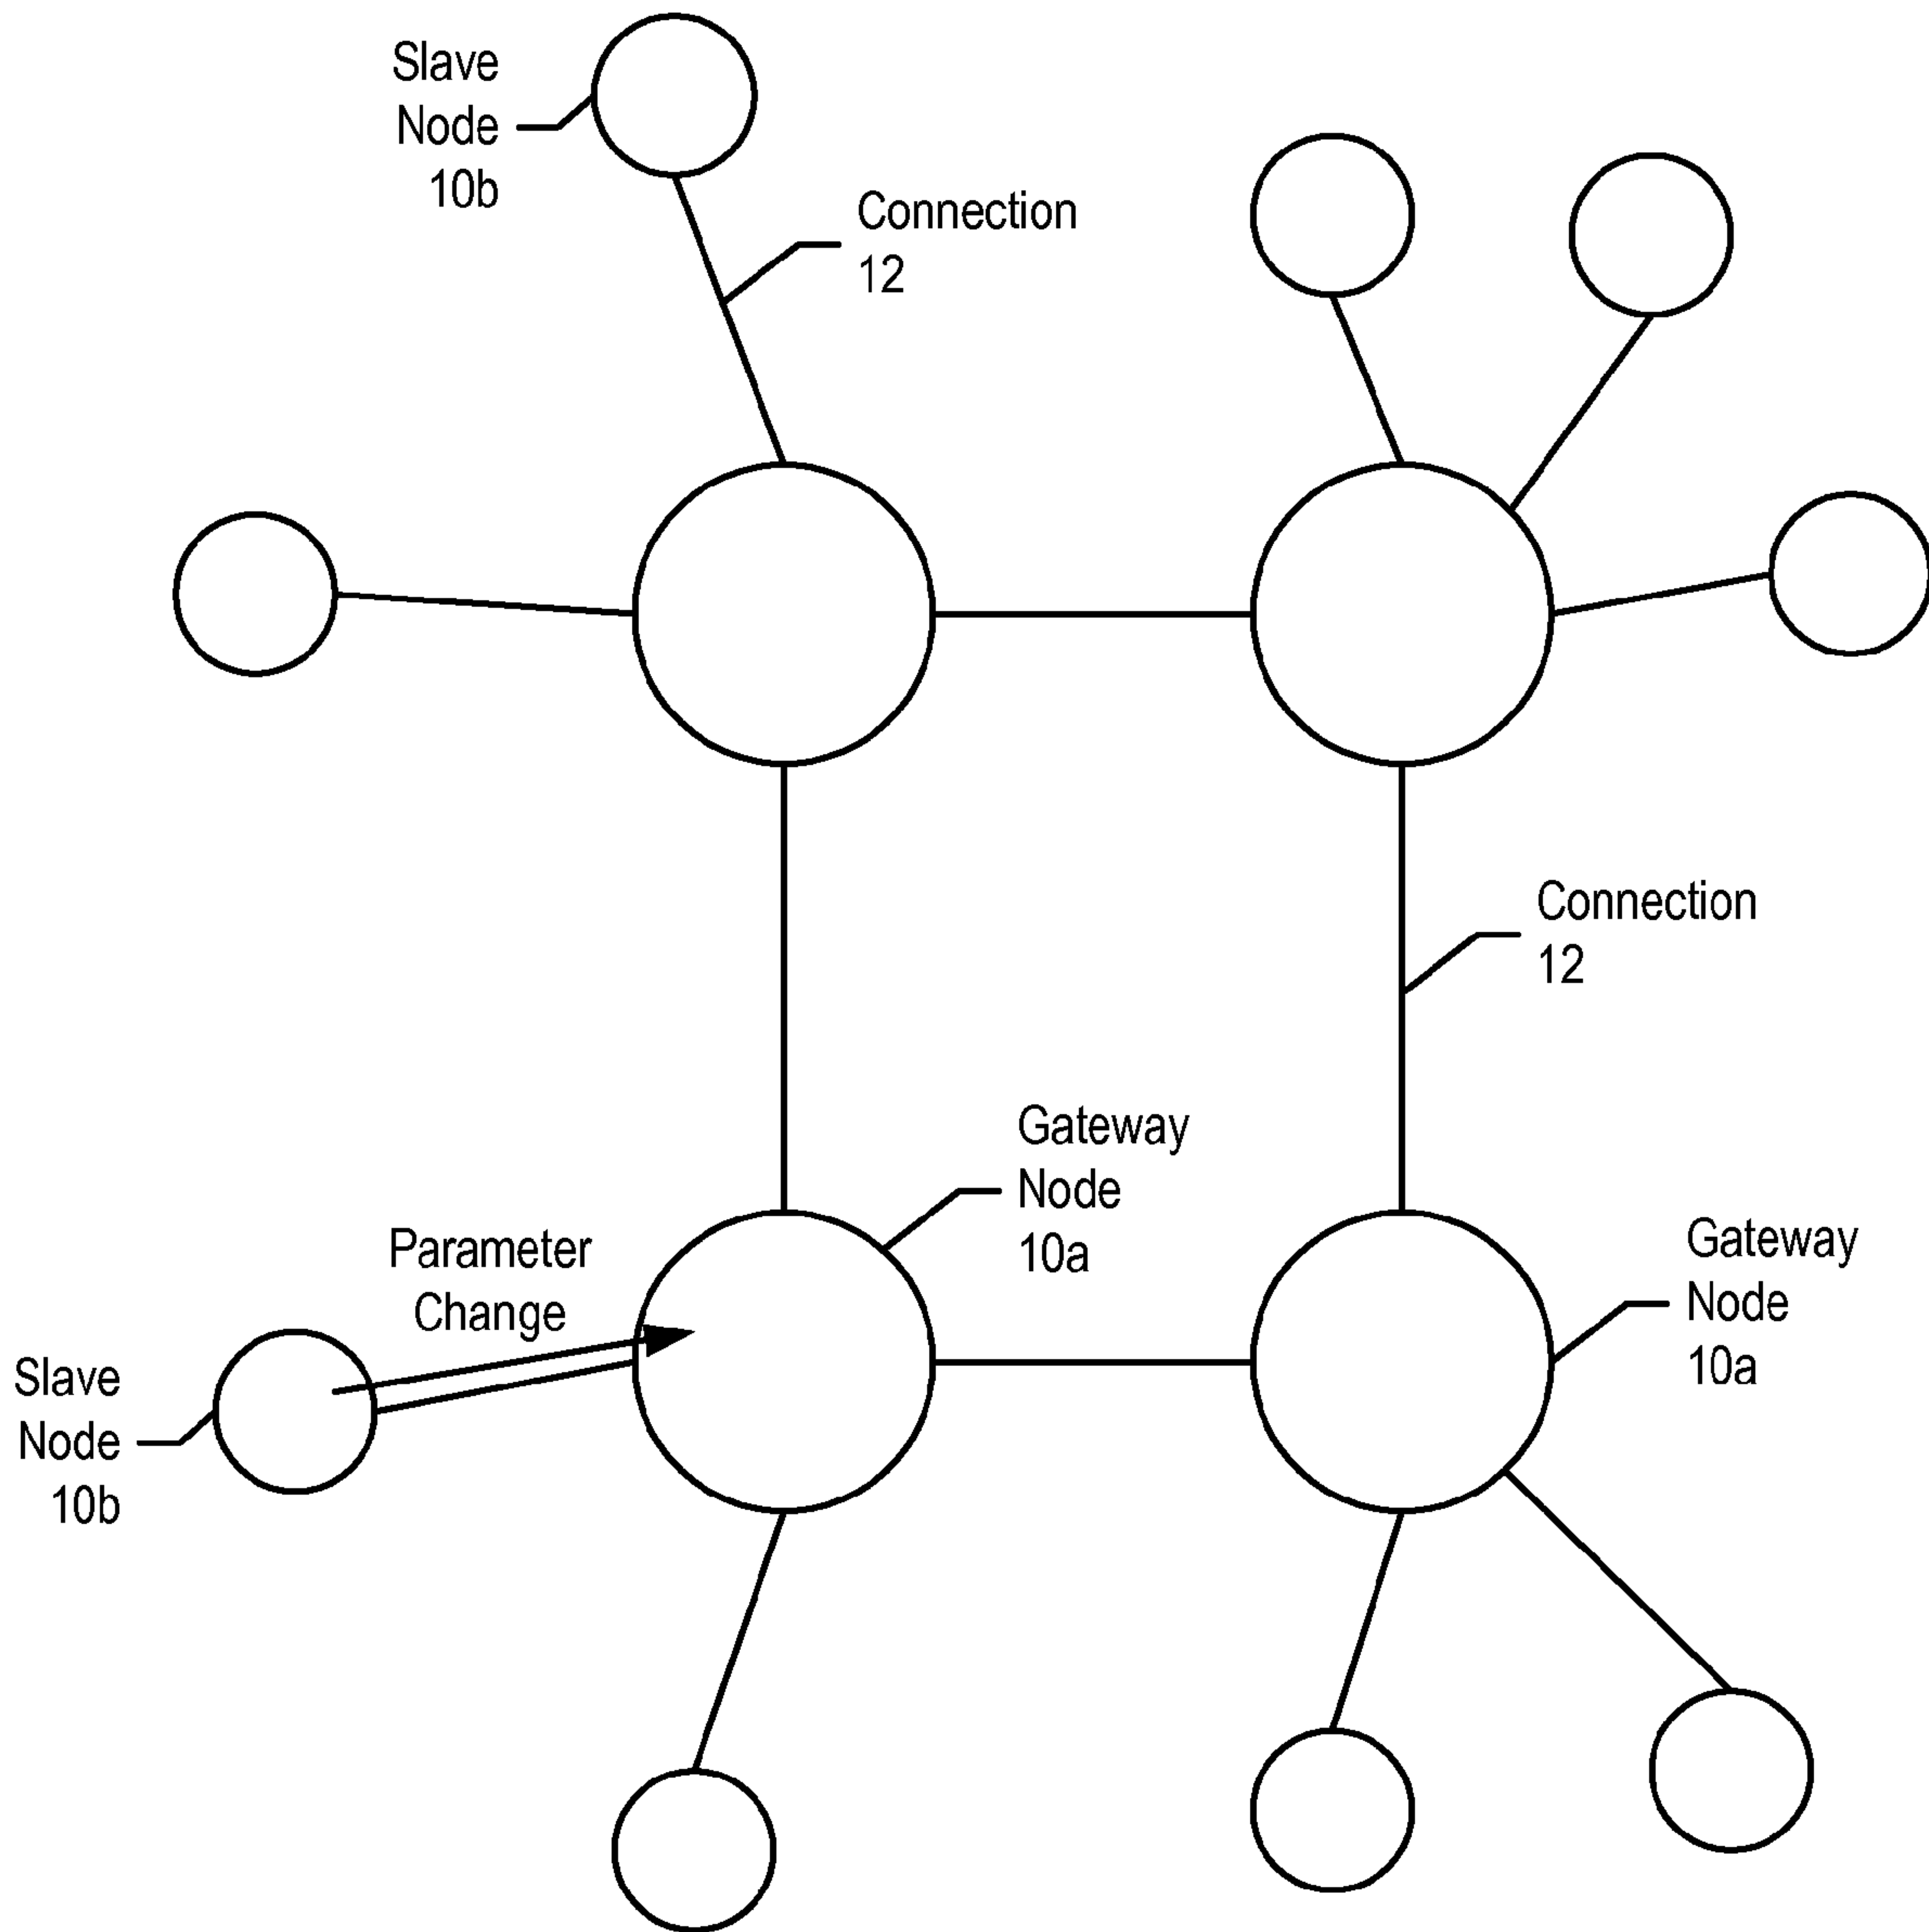 Slave
Node
10b
Connection
12
Connection
12
Gateway
Node
10a
Parameter
Change
Gateway
Node
10a
Slave
Node
10b